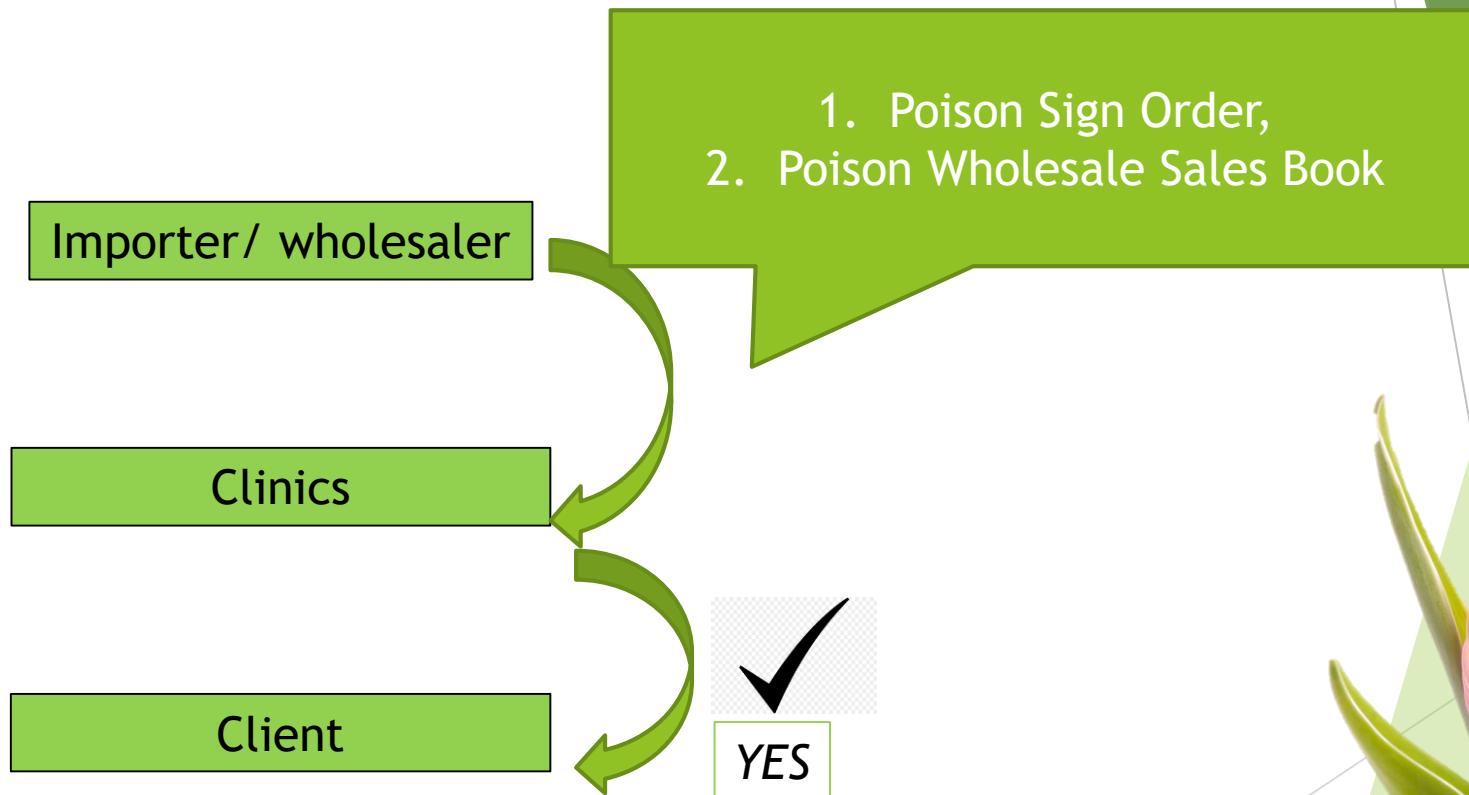 1. Poison Sign Order,
2. Poison Wholesale Sales Book
Importer/ wholesaler
Clinics
Client
YES